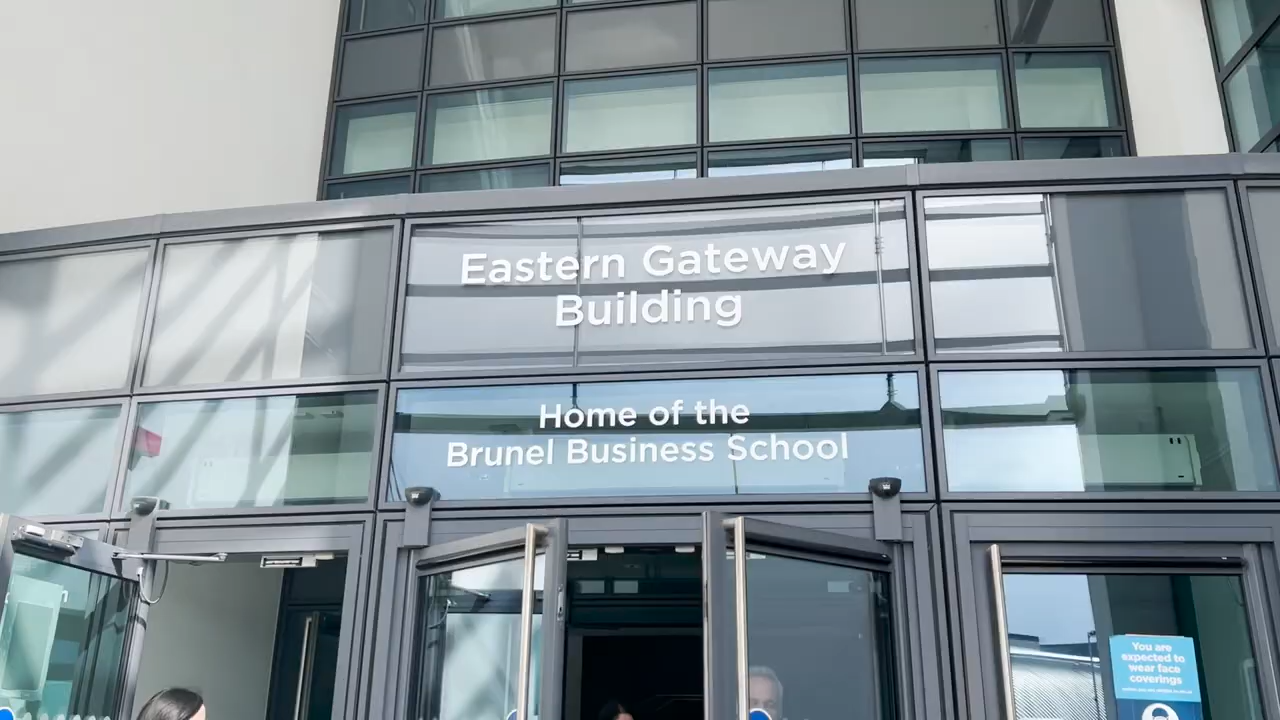 Eastern Gateway
Building
Home of the
Brunel Business School
You are
expected to
wear face
coverings